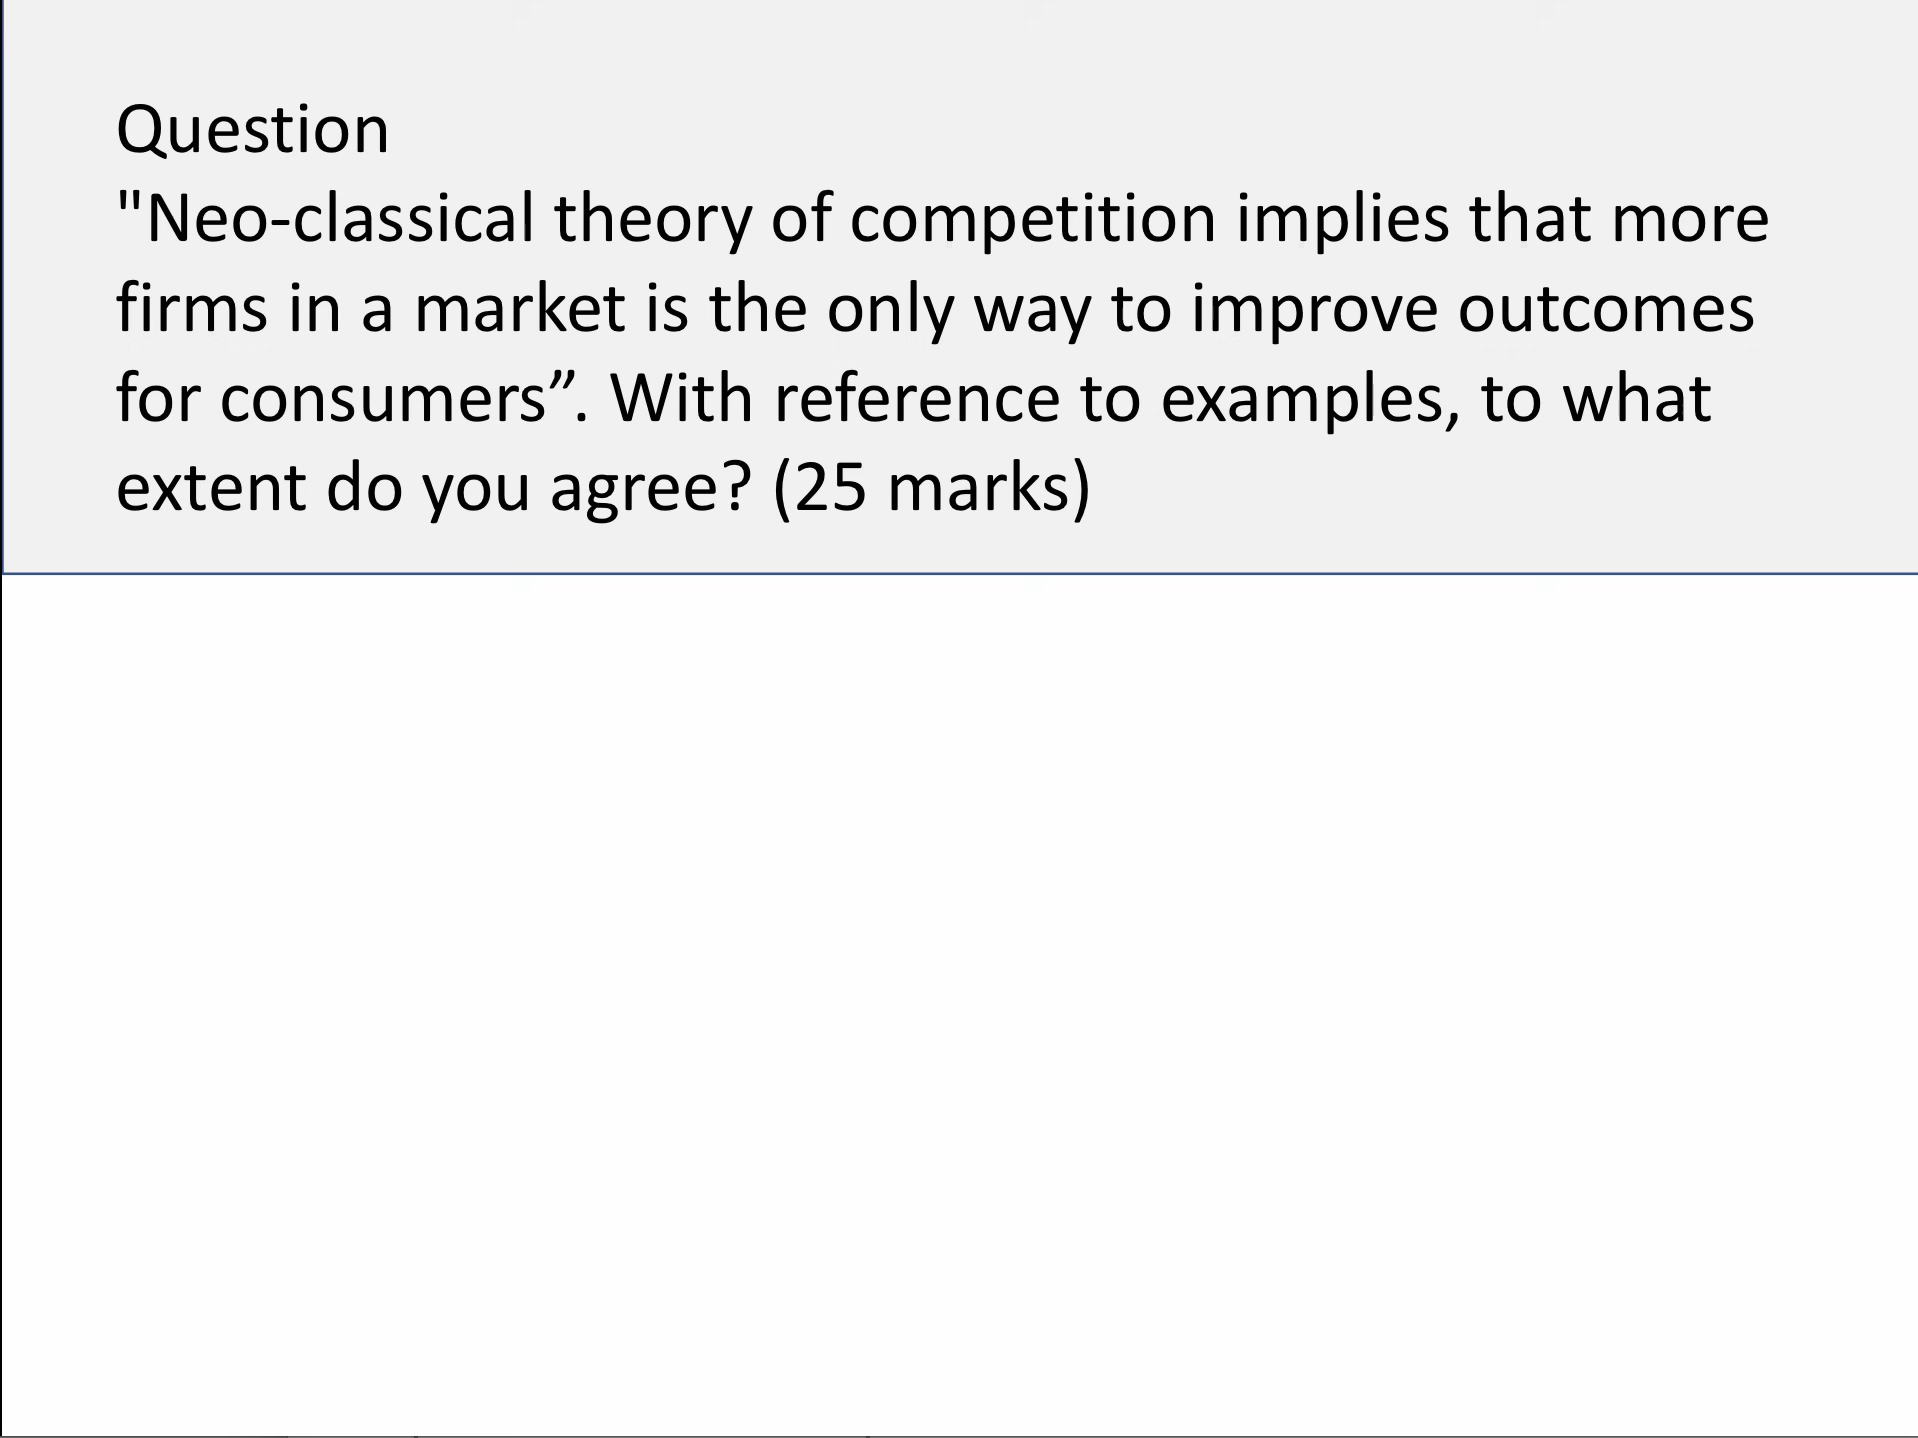 Question
"Neo-classical theory of competition implies that more
firms in a market is the only way to improve outcomes
for consumers”. With reference to examples, to what
extent do you agree? (25 marks)